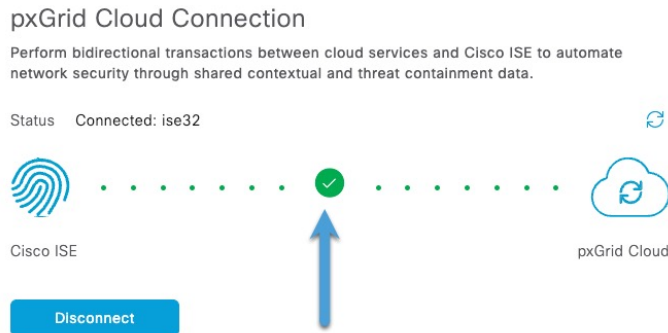 pxGrid Cloud Connection
Perform bidirectional transactions between cloud services and Cisco ISE to automate
network security through shared contextual and threat containment data.
Status Connected: ise32
Cisco ISE pxGrid Cloud
Disconnect